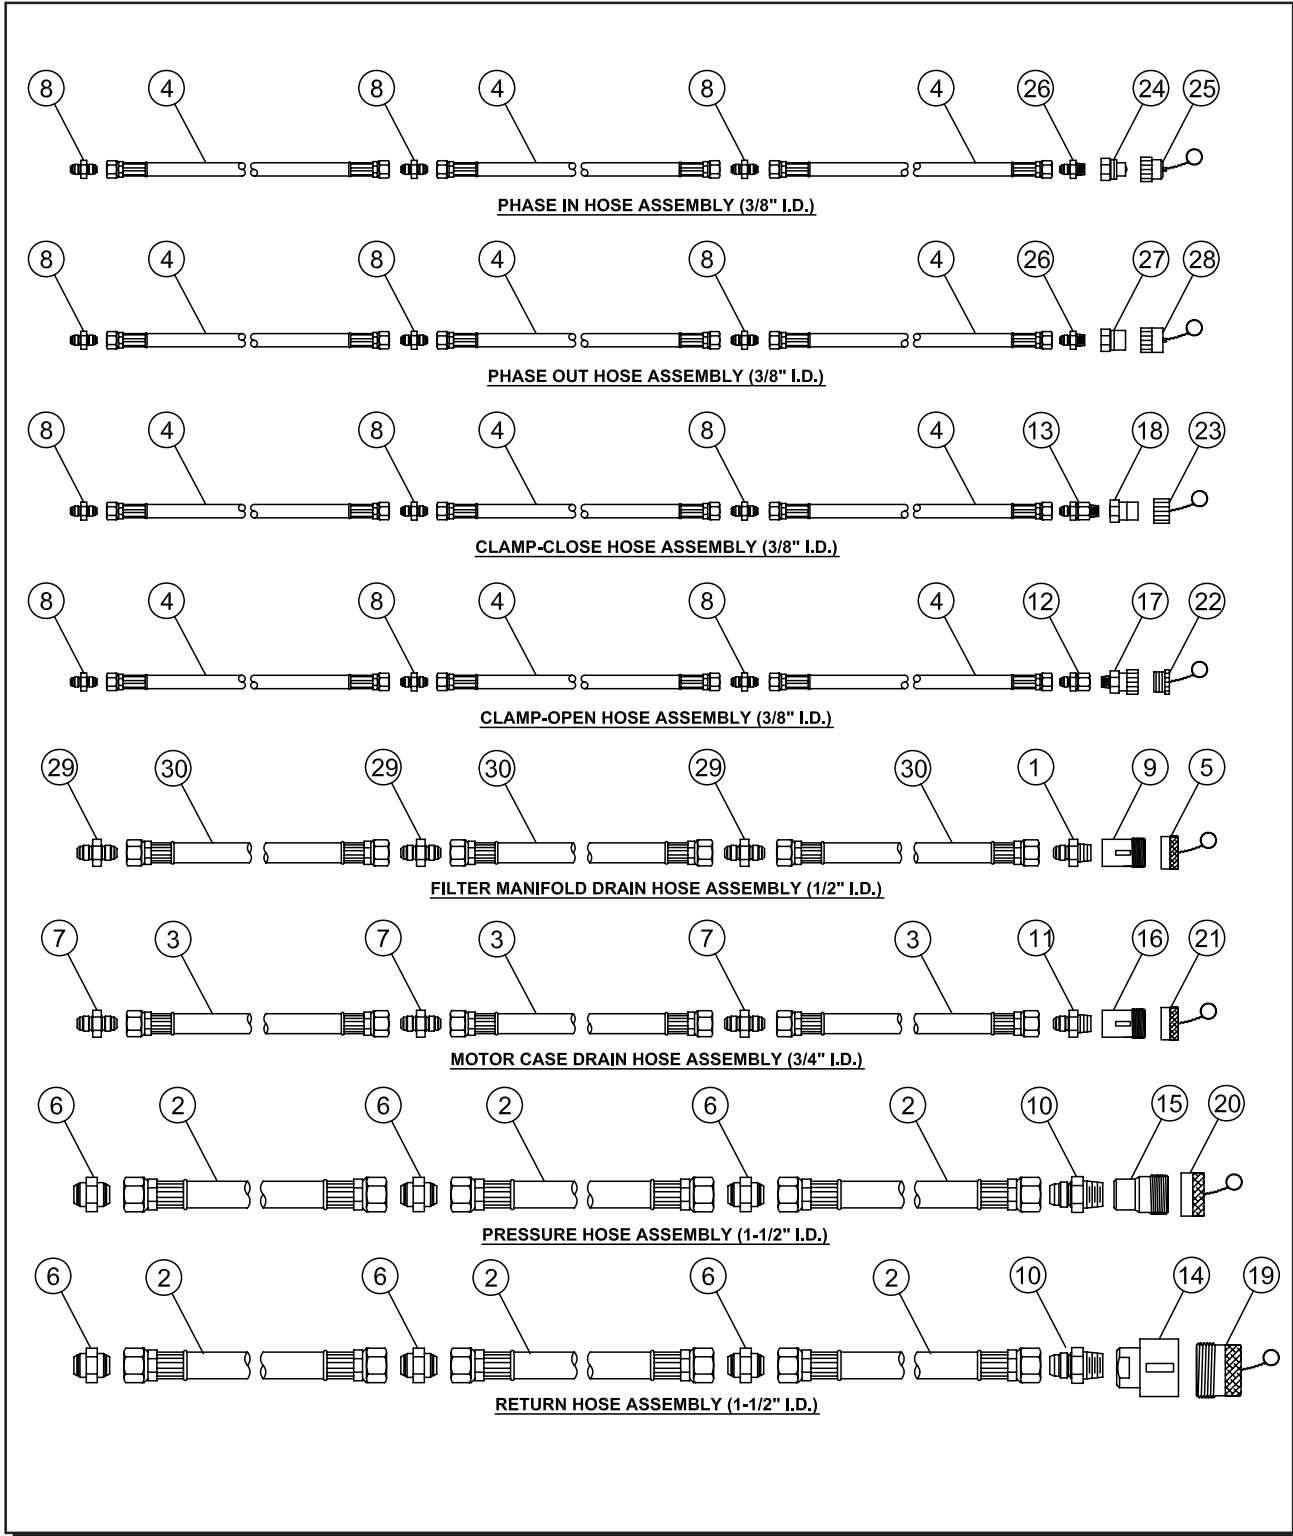 8 4 8 4 8 4 26 24 25
PHASE IN HOSE ASSEMBLY (3/8" I.D.)
8 4 8 4 8 4 26 27 28
PHASE OUT HOSE ASSEMBLY (3/8" I.D.)
8 4 8 4 8 4 13 18 23
CLAMP-CLOSE HOSE ASSEMBLY (3/8" I.D.)
8 4 8 4 8 4 12 17 22
CLAMP-OPEN HOSE ASSEMBLY (3/8" I.D.)
29 30 29 30 29 30 1 9 5
FILTER MANIFOLD DRAIN HOSE ASSEMBLY (1/2" I.D.)
7 3 7 3 7 3 11 16 21
MOTOR CASE DRAIN HOSE ASSEMBLY (3/4" I.D.)
6 2 6 2 6 2 10 15 20
PRESSURE HOSE ASSEMBLY (1-1/2" I.D.)
6 2 6 2 6 2 10 14 19
RETURN HOSE ASSEMBLY (1-1/2" I.D.)